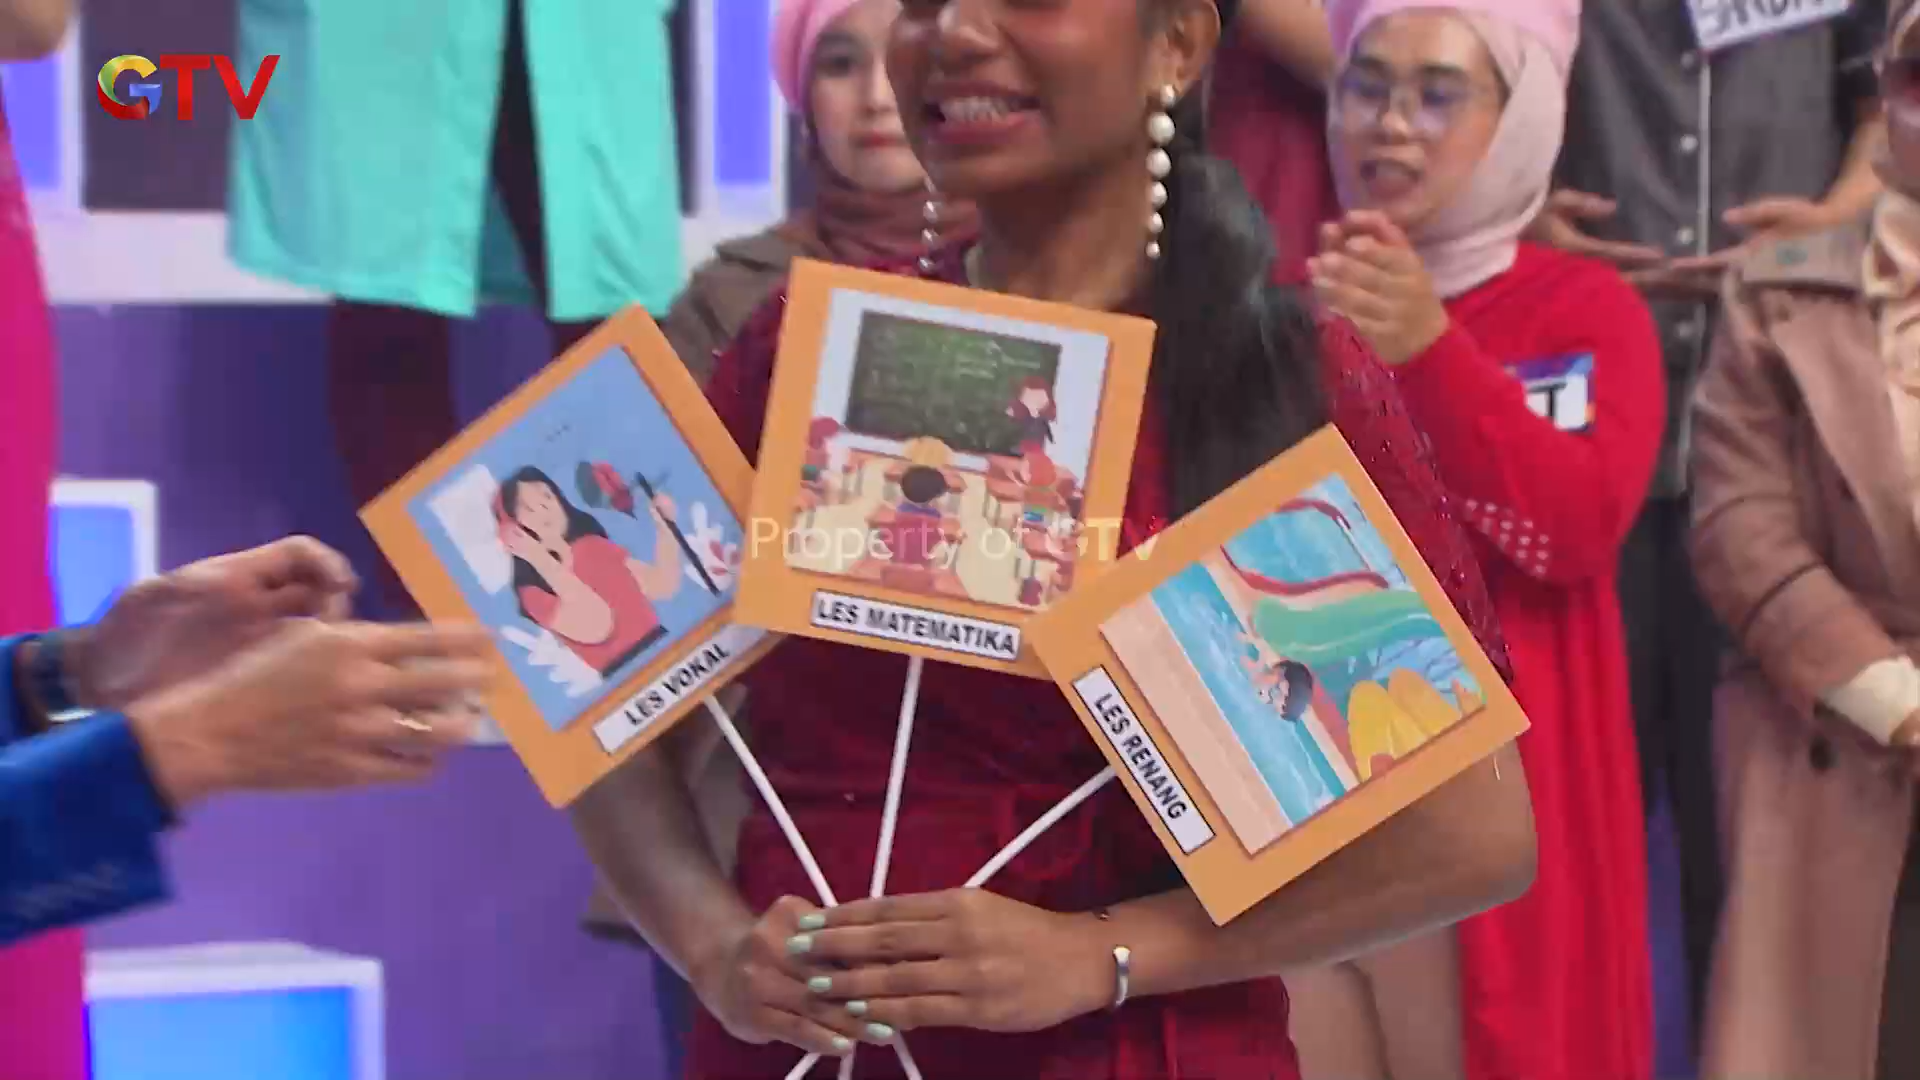 GTV
Property of GTV
LES MATEMATIKA
LES VOKAL
LES RENANG